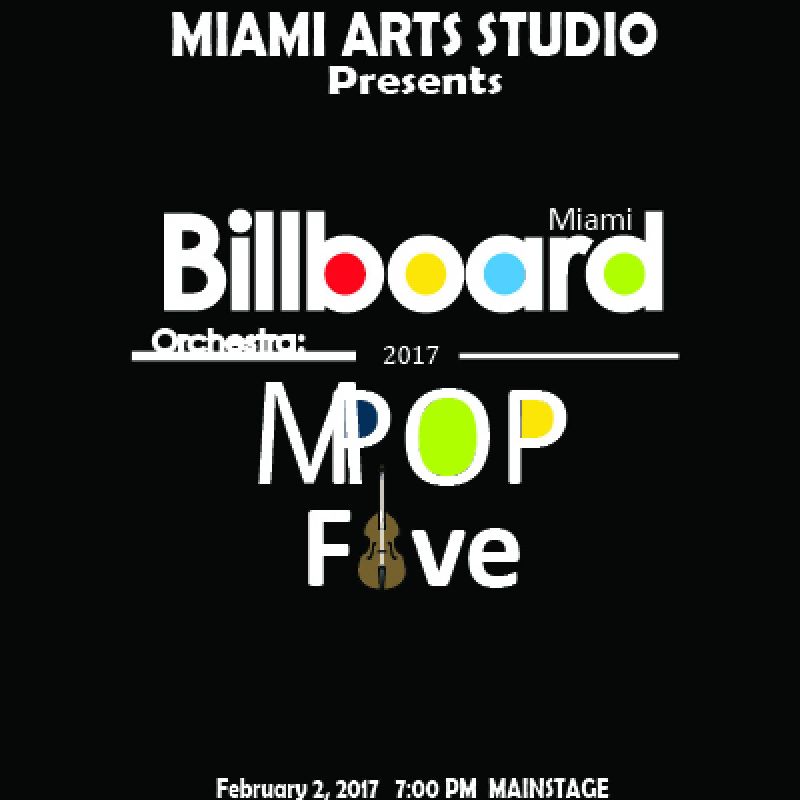 MIAMI ARTS STUDIO
Presents
Miami
Billboard
Orchestra:
2017
MPOP
Five
February 2, 2017 7:00 PM MAINSTAGE